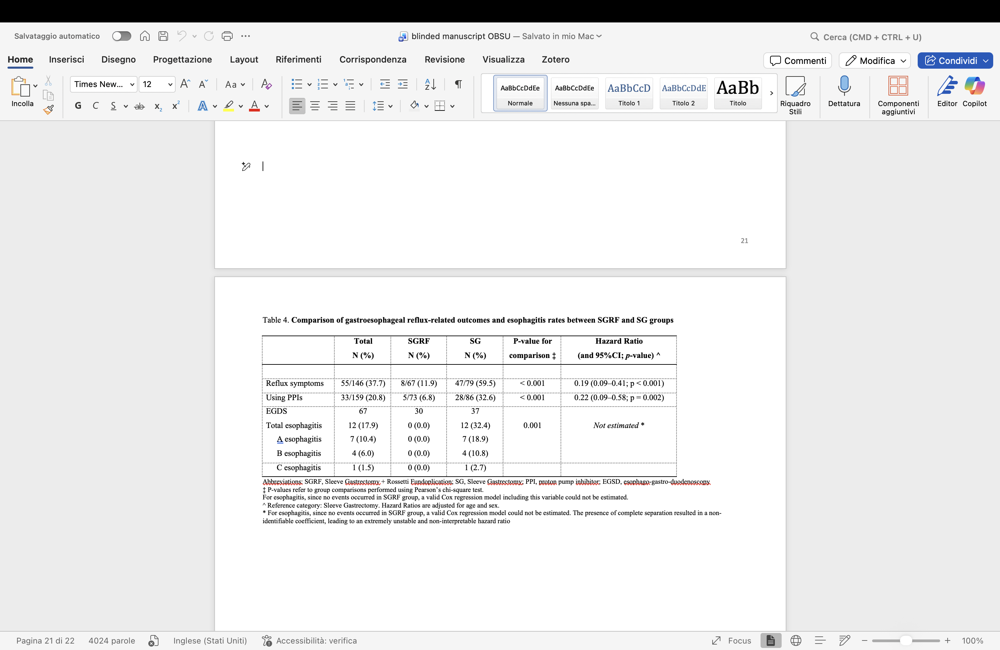 Salvataggio automatico
blinded manuscript OBSU — Salvato in mio Mac
Cerca (CMD + CTRL + U)
Home Inserisci Disegno Progettazione Layout Riferimenti Corrispondenza Revisione Visualizza Zotero
Commenti Modifica Condividi
Incolla
Times New... 12
G C S ab x₂ x²
AaBbCcDdEe AaBbCcDdEe AaBbCcD AaBbCcDdE AaBb
Normale Nessuna spa... Titolo 1 Titolo 2 Titolo
Riquadro Stili
Dettatura
Componenti aggiuntivi
Editor
Copilot
21
Table 4. Comparison of gastroesophageal reflux-related outcomes and esophagitis rates between SGRF and SG groups
Total SGRF SG P-value for Hazard Ratio
N (%) N (%) N (%) comparison ‡ (and 95%CI; p-value) ^
Reflux symptoms 55/146 (37.7) 8/67 (11.9) 47/79 (59.5) < 0.001 0.19 (0.09–0.41; p < 0.001)
Using PPIs 33/159 (20.8) 5/73 (6.8) 28/86 (32.6) < 0.001 0.22 (0.09–0.58; p = 0.002)
EGDS 67 30 37
Total esophagitis 12 (17.9) 0 (0.0) 12 (32.4) 0.001 Not estimated *
A esophagitis 7 (10.4) 0 (0.0) 7 (18.9)
B esophagitis 4 (6.0) 0 (0.0) 4 (10.8)
C esophagitis 1 (1.5) 0 (0.0) 1 (2.7)
Abbreviations: SGRF, Sleeve Gastrectomy + Rossetti Fundoplication; SG, Sleeve Gastrectomy; PPI, proton pump inhibitor; EGSD, esophago-gastro-duodenoscopy.
‡ P-values refer to group comparisons performed using Pearson's chi-square test.
For esophagitis, since no events occurred in SGRF group, a valid Cox regression model including this variable could not be estimated.
^ Reference category: Sleeve Gastrectomy. Hazard Ratios are adjusted for age and sex.
* For esophagitis, since no events occurred in SGRF group, a valid Cox regression model could not be estimated. The presence of complete separation resulted in a non-
identifiable coefficient, leading to an extremely unstable and non-interpretable hazard ratio
Pagina 21 di 22 4024 parole Inglese (Stati Uniti) Accessibilità: verifica Focus 100%